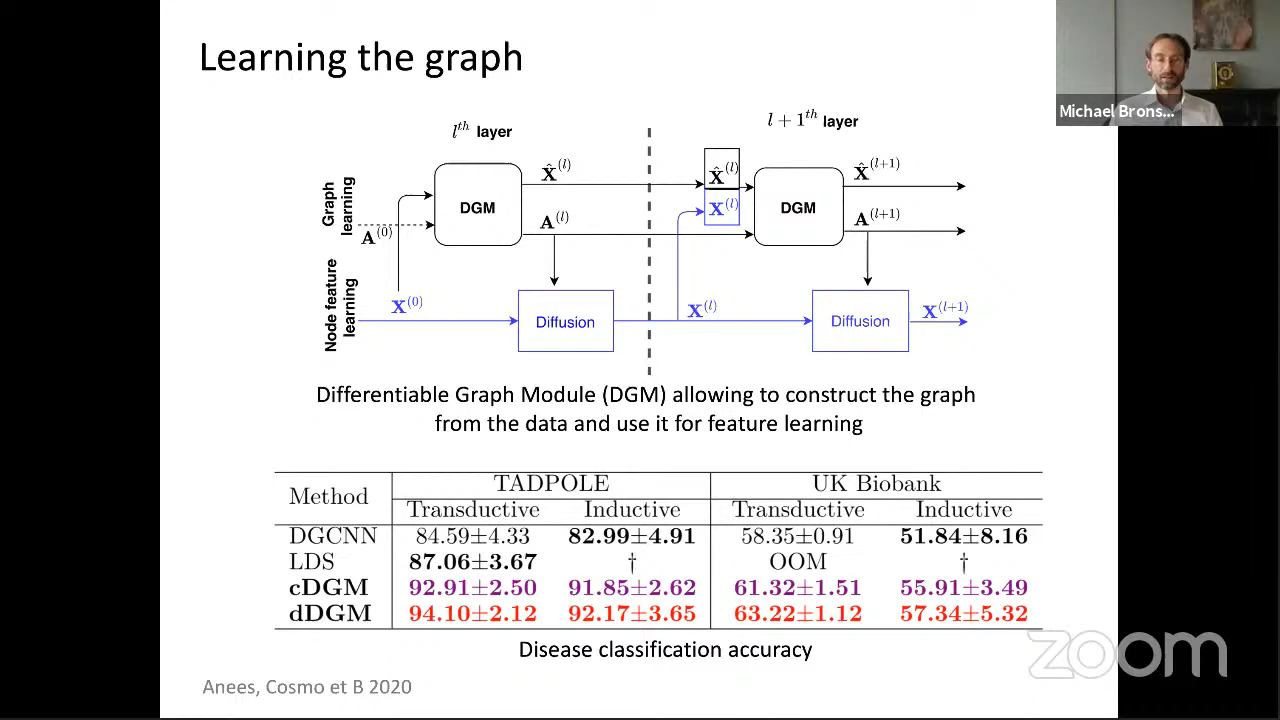 Learning the graph
Michael Brons...
l^{th} layer
l + 1^{th} layer
Graph learning
A^{(0)}
DGM
X̂^{(l)}
A^{(l)}
X̂^{(l)}
X^{(l)}
DGM
X̂^{(l+1)}
A^{(l+1)}
Node feature learning
X^{(0)}
Diffusion
X^{(l)}
Diffusion
X^{(l+1)}
Differentiable Graph Module (DGM) allowing to construct the graph
from the data and use it for feature learning
Method TADPOLE UK Biobank
Transductive Inductive Transductive Inductive
DGCNN 84.59±4.33 82.99±4.91 58.35±0.91 51.84±8.16
LDS 87.06±3.67 † OOM †
cDGM 92.91±2.50 91.85±2.62 61.32±1.51 55.91±3.49
dDGM 94.10±2.12 92.17±3.65 63.22±1.12 57.34±5.32
Disease classification accuracy
zoom
Anees, Cosmo et B 2020